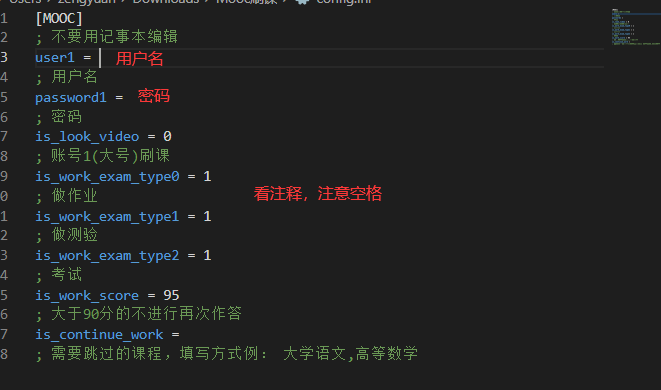 Users > zengyuan > Downloads > Mooc刷课 > config.ini
1 [MOOC]
2 ; 不要用记事本编辑
3 user1 = 用户名
4 ; 用户名
5 password1 = 密码
6 ; 密码
7 is_look_video = 0
8 ; 账号1(大号)刷课
9 is_work_exam_type0 = 1
0 ; 做作业 看注释，注意空格
1 is_work_exam_type1 = 1
2 ; 做测验
3 is_work_exam_type2 = 1
4 ; 考试
5 is_work_score = 95
6 ; 大于90分的不进行再次作答
7 is_continue_work =
8 ; 需要跳过的课程，填写方式例： 大学语文,高等数学